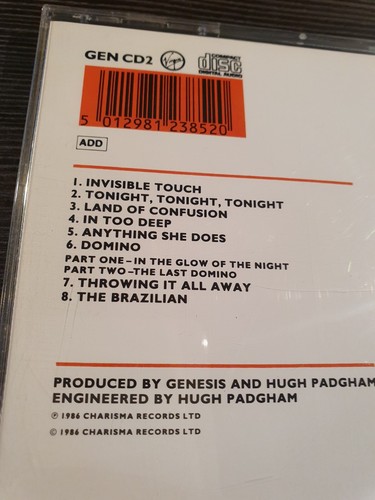 GEN CD2 Virgin COMPACT disc DIGITAL AUDIO
5 012981 238520
ADD
1. INVISIBLE TOUCH
2. TONIGHT, TONIGHT, TONIGHT
3. LAND OF CONFUSION
4. IN TOO DEEP
5. ANYTHING SHE DOES
6. DOMINO
PART ONE–IN THE GLOW OF THE NIGHT
PART TWO–THE LAST DOMINO
7. THROWING IT ALL AWAY
8. THE BRAZILIAN
PRODUCED BY GENESIS AND HUGH PADGHAM
ENGINEERED BY HUGH PADGHAM
℗ 1986 CHARISMA RECORDS LTD
© 1986 CHARISMA RECORDS LTD